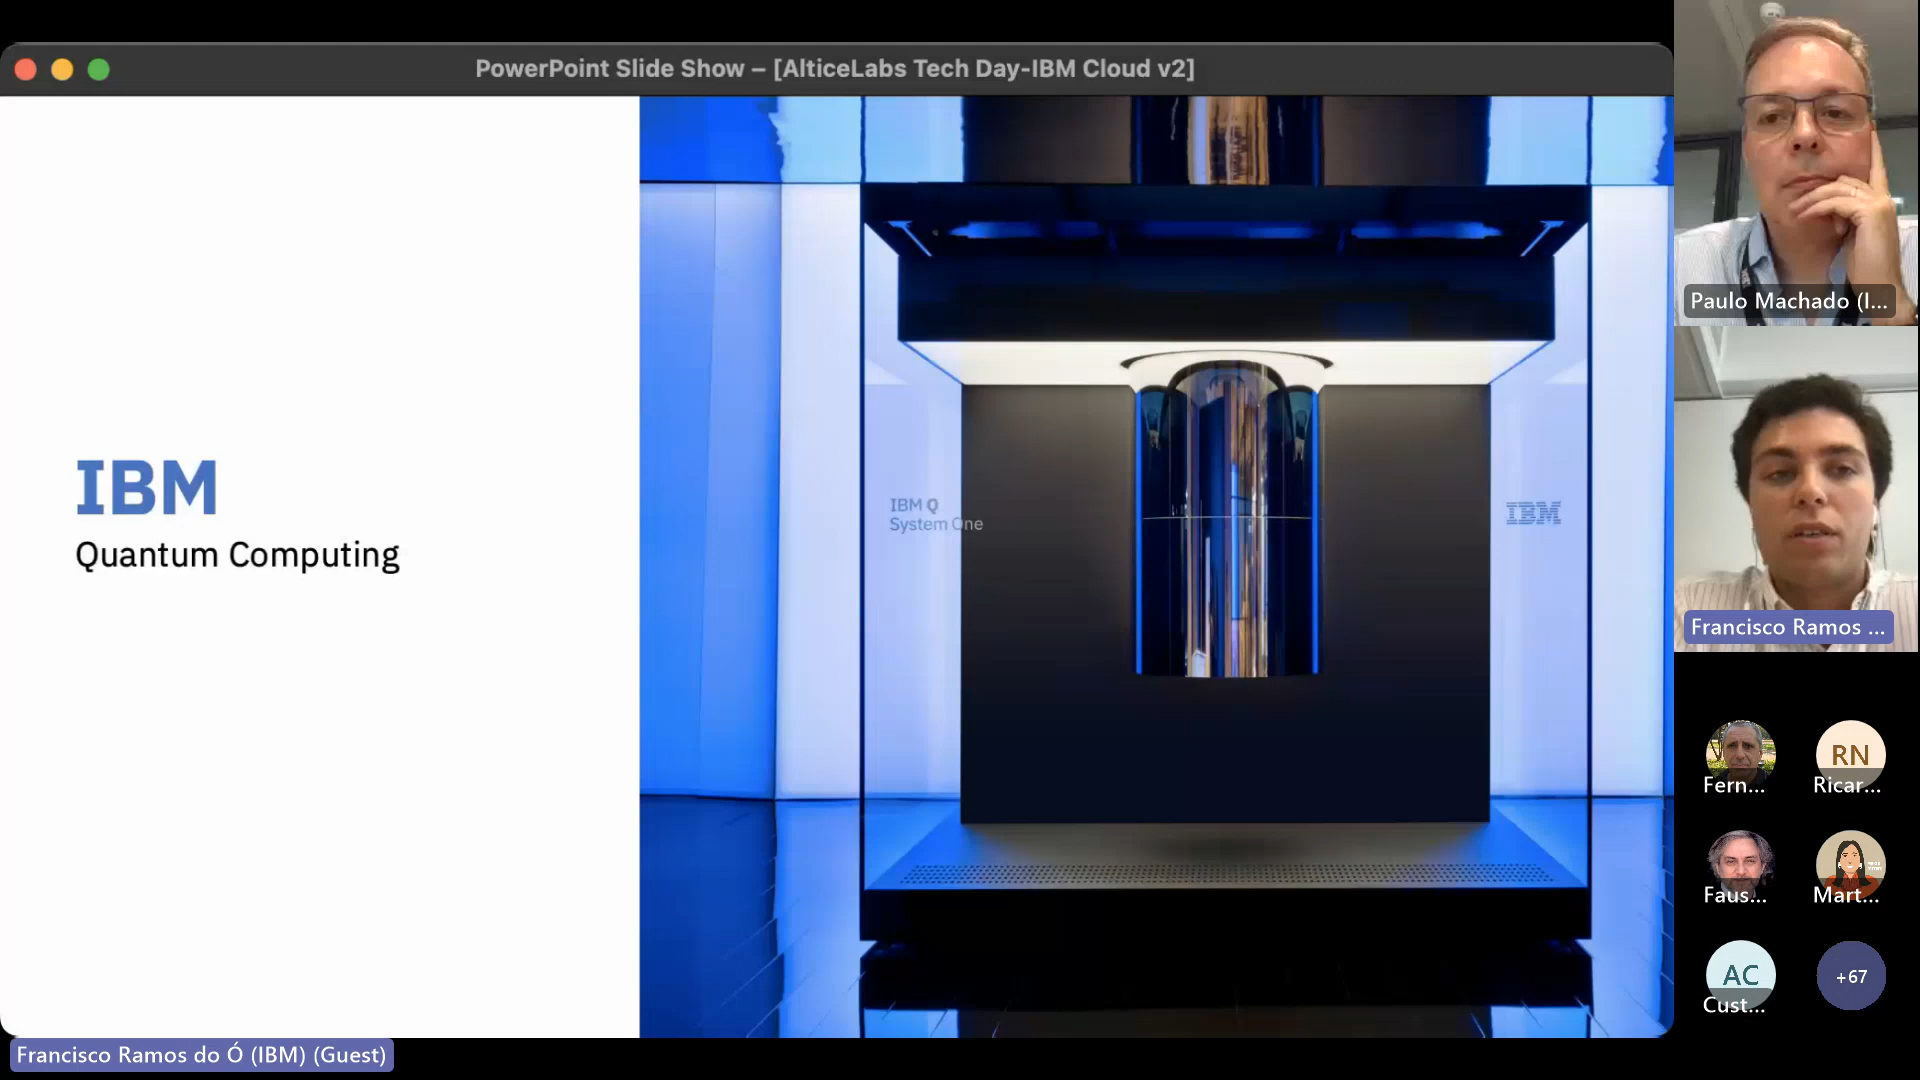 PowerPoint Slide Show – [AlticeLabs Tech Day-IBM Cloud v2]
IBM
Quantum Computing
IBM Q
System One
IBM
Paulo Machado (I...
Francisco Ramos ...
Fern...
RN
Ricar...
Faus...
Mart...
AC
Cust...
+67
Francisco Ramos do Ó (IBM) (Guest)